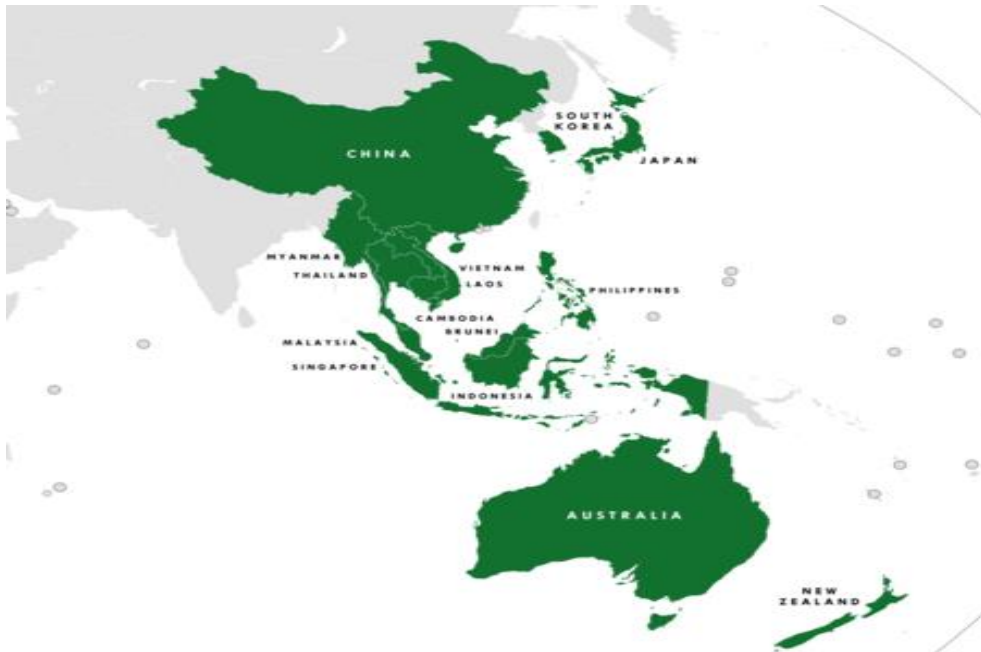 SOUTH
KOREA
CHINA
JAPAN
MYANMAR
VIETNAM
THAILAND
LAOS
PHILIPPINES
CAMBODIA
BRUNEI
MALAYSIA
SINGAPORE
INDONESIA
AUSTRALIA
NEW
ZEALAND